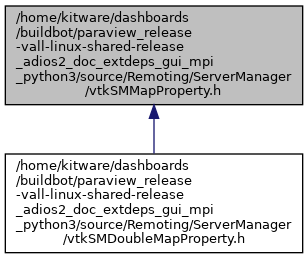 /home/kitware/dashboards
/buildbot/paraview_release
-vall-linux-shared-release
_adios2_doc_extdeps_gui_mpi
_python3/source/Remoting/ServerManager
/vtkSMMapProperty.h
/home/kitware/dashboards
/buildbot/paraview_release
-vall-linux-shared-release
_adios2_doc_extdeps_gui_mpi
_python3/source/Remoting/ServerManager
/vtkSMDoubleMapProperty.h